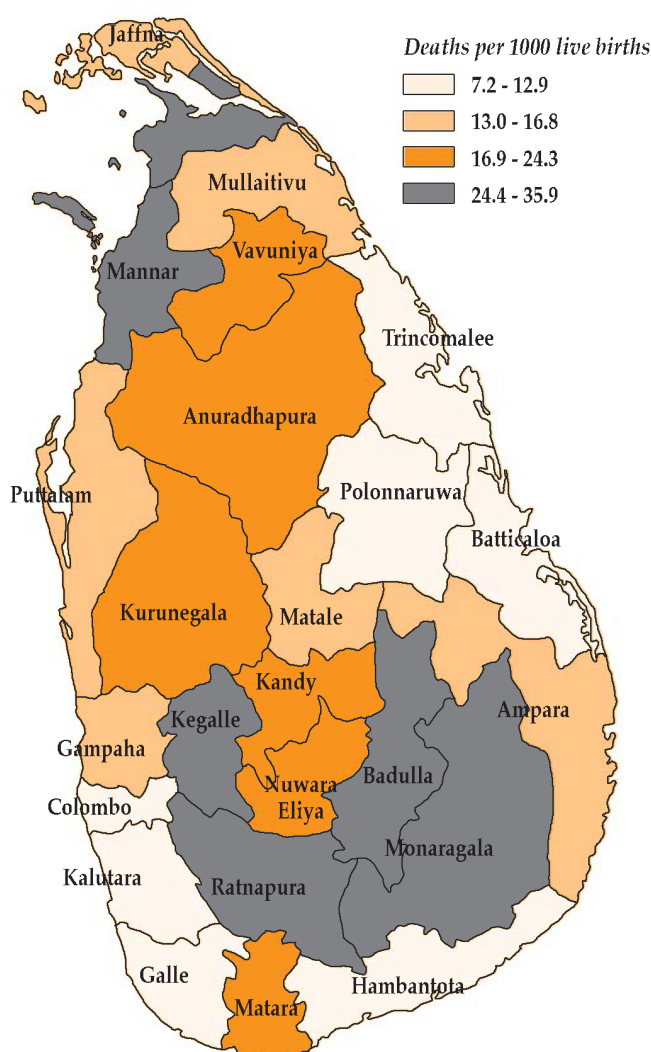 Jaffna
Deaths per 1000 live births
7.2 - 12.9
13.0 - 16.8
16.9 - 24.3
24.4 - 35.9
Mullaitivu
Vavuniya
Mannar
Trincomalee
Anuradhapura
Puttalam
Polonnaruwa
Batticaloa
Kurunegala
Matale
Kandy
Kegalle
Ampara
Gampaha
Nuwara
Eliya
Badulla
Colombo
Monaragala
Kalutara
Ratnapura
Galle
Hambantota
Matara